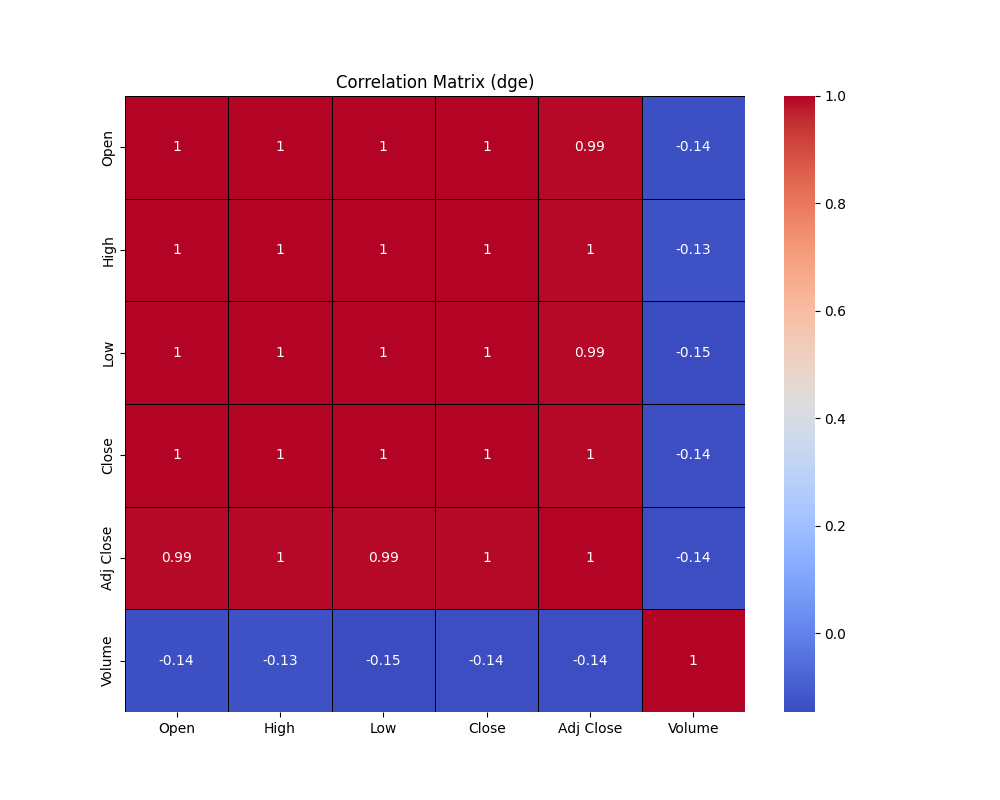 Correlation Matrix (dge)
Open 1 1 1 1 0.99 -0.14
High 1 1 1 1 1 -0.13
Low 1 1 1 1 0.99 -0.15
Close 1 1 1 1 1 -0.14
Adj Close 0.99 1 0.99 1 1 -0.14
Volume -0.14 -0.13 -0.15 -0.14 -0.14 1
Open High Low Close Adj Close Volume
1.0
0.8
0.6
0.4
0.2
0.0